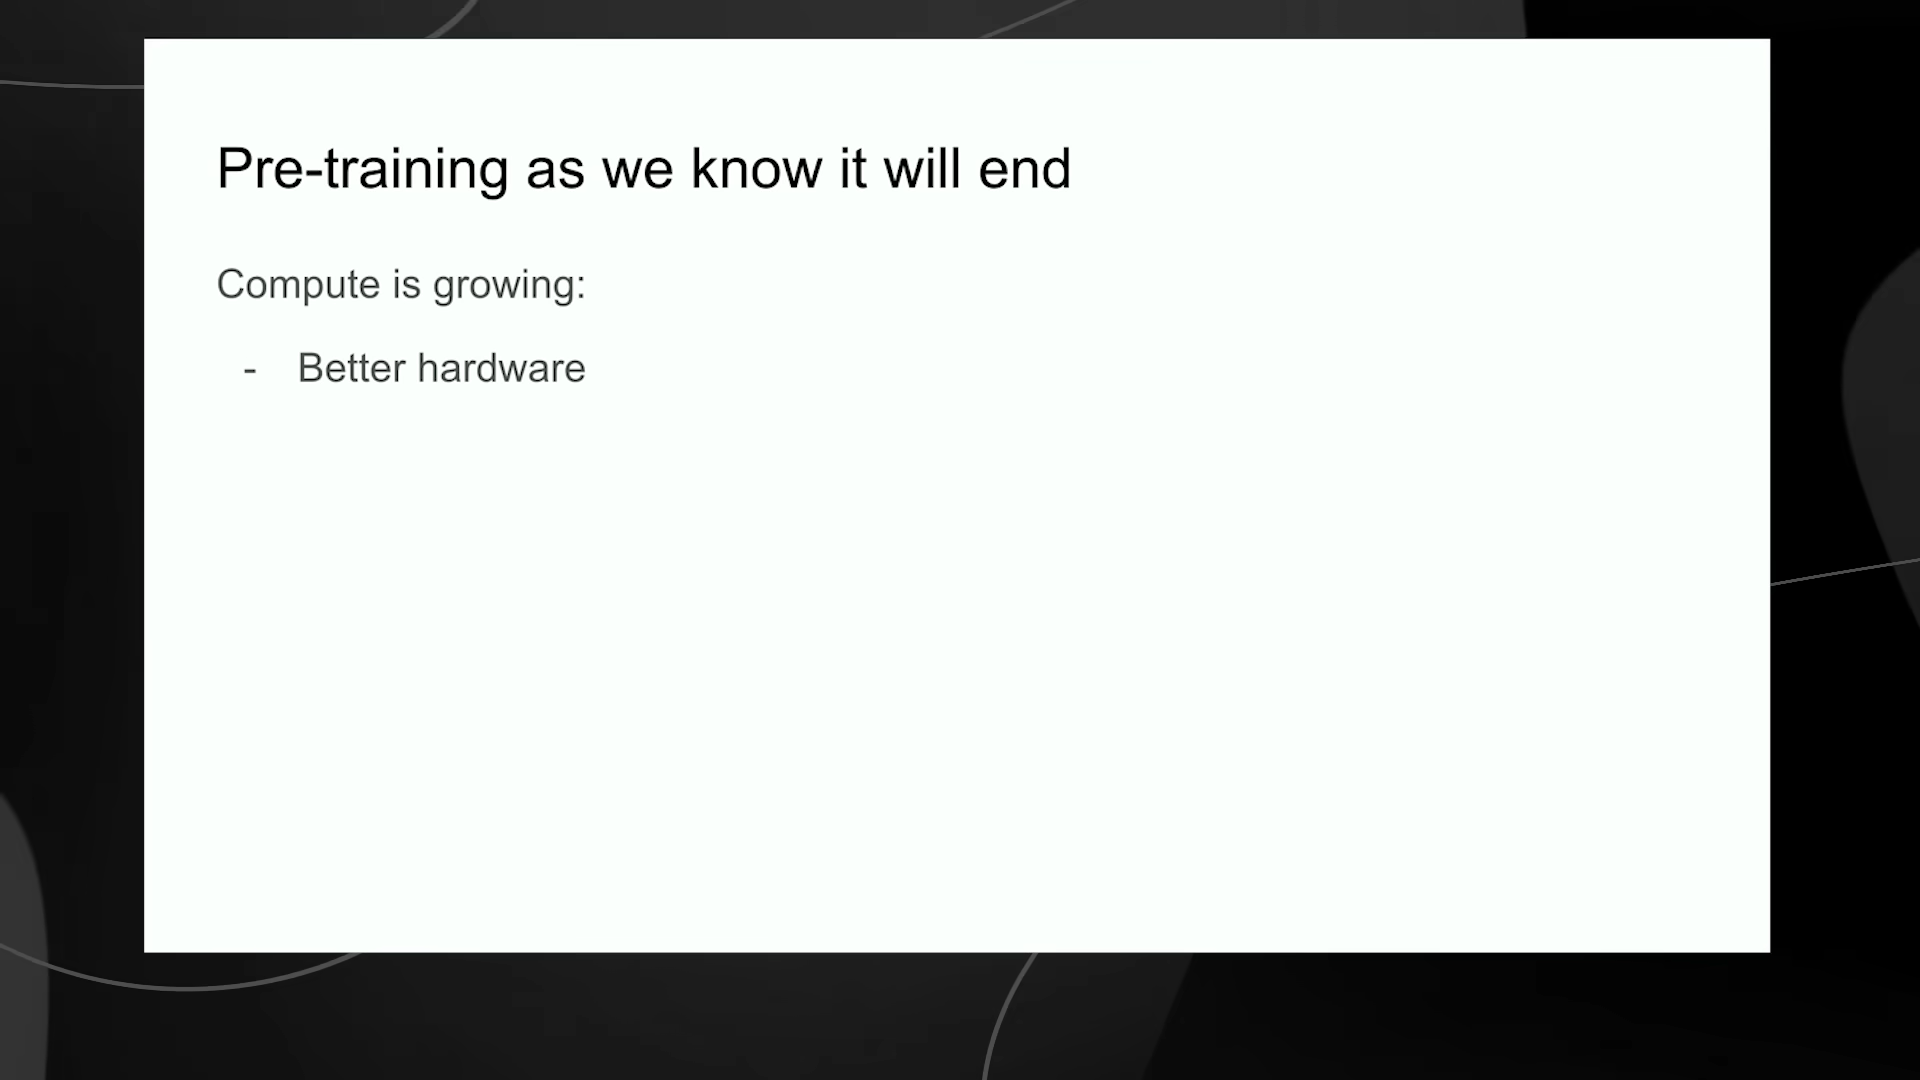 Pre-training as we know it will end
Compute is growing:
- Better hardware